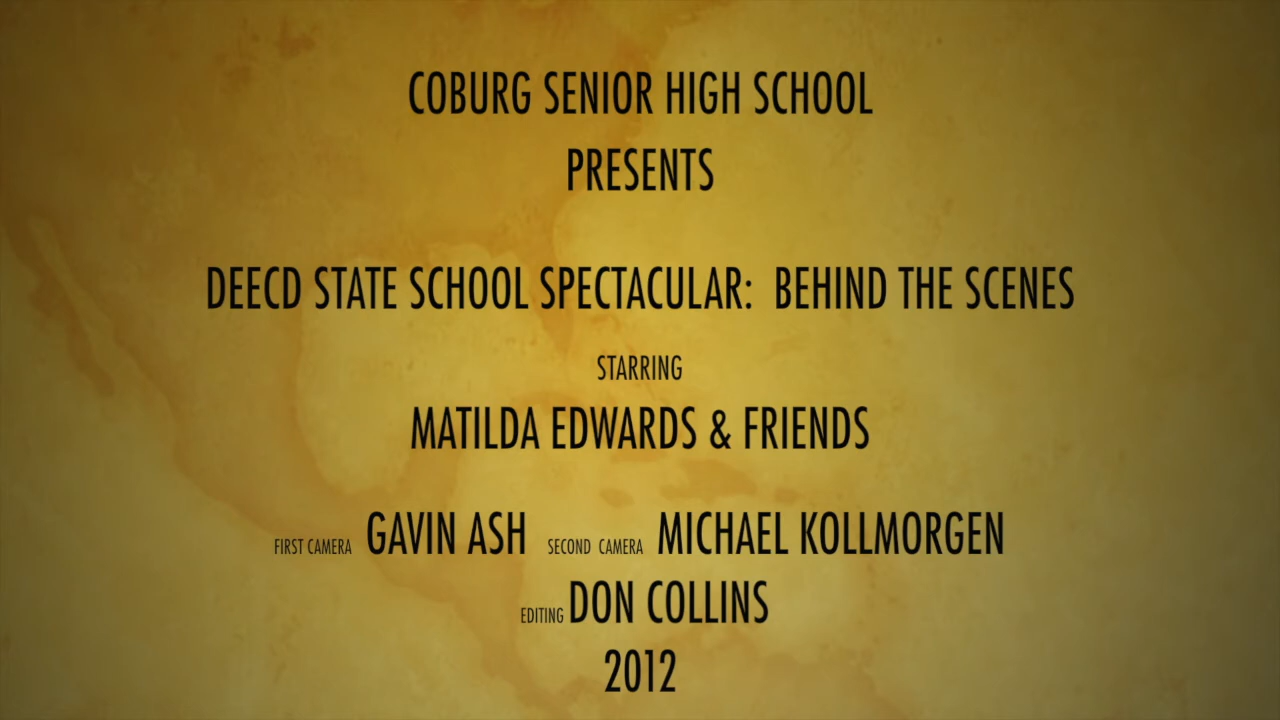 COBURG SENIOR HIGH SCHOOL
PRESENTS
DEECD STATE SCHOOL SPECTACULAR: BEHIND THE SCENES
STARRING
MATILDA EDWARDS & FRIENDS
FIRST CAMERA GAVIN ASH SECOND CAMERA MICHAEL KOLLMORGEN
EDITING DON COLLINS
2012